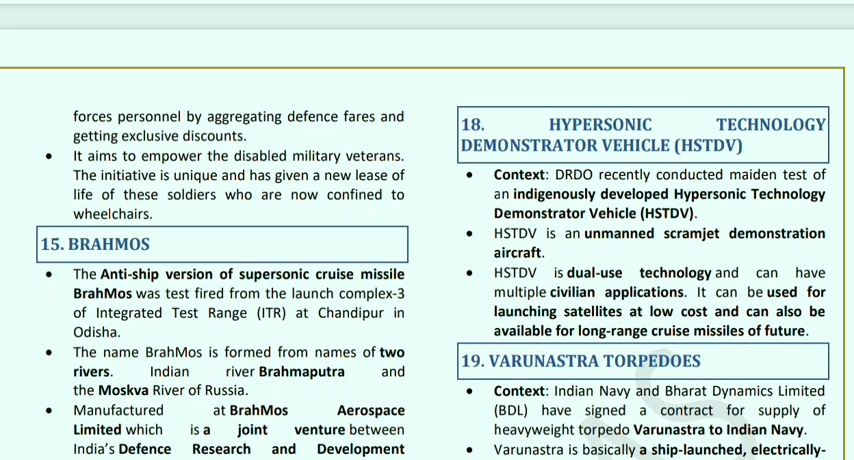 forces personnel by aggregating defence fares and
getting exclusive discounts.
• It aims to empower the disabled military veterans.
The initiative is unique and has given a new lease of
life of these soldiers who are now confined to
wheelchairs.
15. BRAHMOS
• The Anti-ship version of supersonic cruise missile
BrahMos was test fired from the launch complex-3
of Integrated Test Range (ITR) at Chandipur in
Odisha.
• The name BrahMos is formed from names of two
rivers. Indian river Brahmaputra and
the Moskva River of Russia.
• Manufactured at BrahMos Aerospace
Limited which is a joint venture between
India's Defence Research and Development
18. HYPERSONIC TECHNOLOGY
DEMONSTRATOR VEHICLE (HSTDV)
• Context: DRDO recently conducted maiden test of
an indigenously developed Hypersonic Technology
Demonstrator Vehicle (HSTDV).
• HSTDV is an unmanned scramjet demonstration
aircraft.
• HSTDV is dual-use technology and can have
multiple civilian applications. It can be used for
launching satellites at low cost and can also be
available for long-range cruise missiles of future.
19. VARUNASTRA TORPEDOES
• Context: Indian Navy and Bharat Dynamics Limited
(BDL) have signed a contract for supply of
heavyweight torpedo Varunastra to Indian Navy.
• Varunastra is basically a ship-launched, electrically-